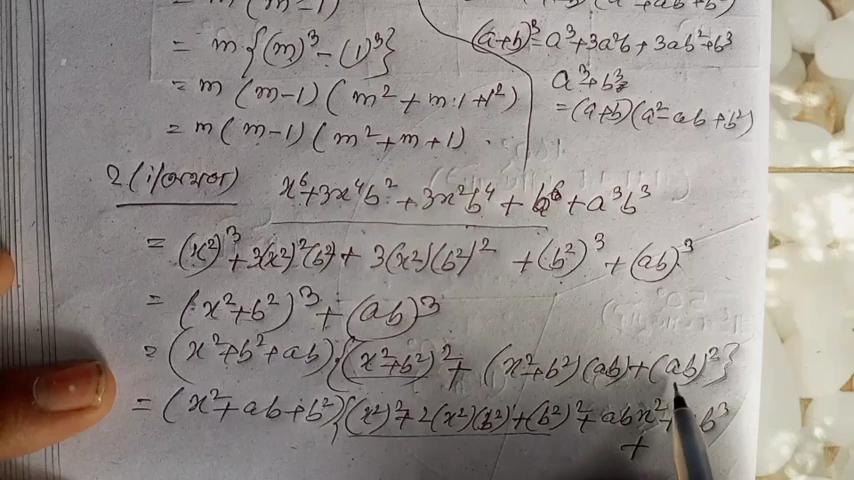 = m{(m)³-(1)³}
= m(m-1)(m²+m·1+1²)
= m(m-1)(m²+m+1).
(a+b)³=a³+3a²b+3ab²+b³
a³+b³
=(a+b)(a²-ab+b²)
2(i/অথবা) x⁶+3x⁴b²+3x²b⁴+b⁶+a³b³
= (x²)³+3(x²)²(b²)+3(x²)(b²)²+(b²)³+(ab)³
= (x²+b²)³+(ab)³
= (x²+b²+ab){(x²+b²)²+(x²+b²)(ab)+(ab)²}
= (x²+ab+b²){(x²)²+2(x²)(b²)+(b²)²+abx²+ b³
+